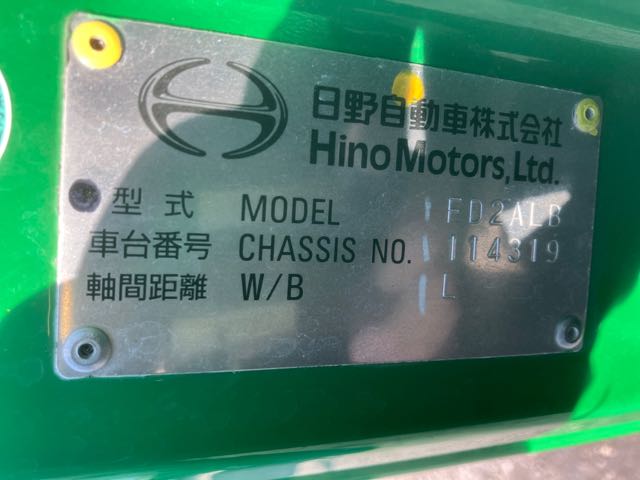 日野自動車株式会社
Hino Motors, Ltd.
型式 MODEL FD2ALB
車台番号 CHASSIS NO. 114319
軸間距離 W/B L